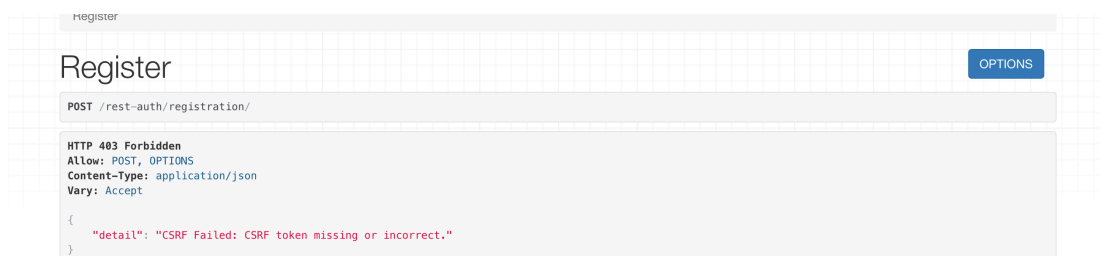 Register
Register
OPTIONS
POST /rest-auth/registration/
HTTP 403 Forbidden
Allow: POST, OPTIONS
Content-Type: application/json
Vary: Accept
{
    "detail": "CSRF Failed: CSRF token missing or incorrect."
}